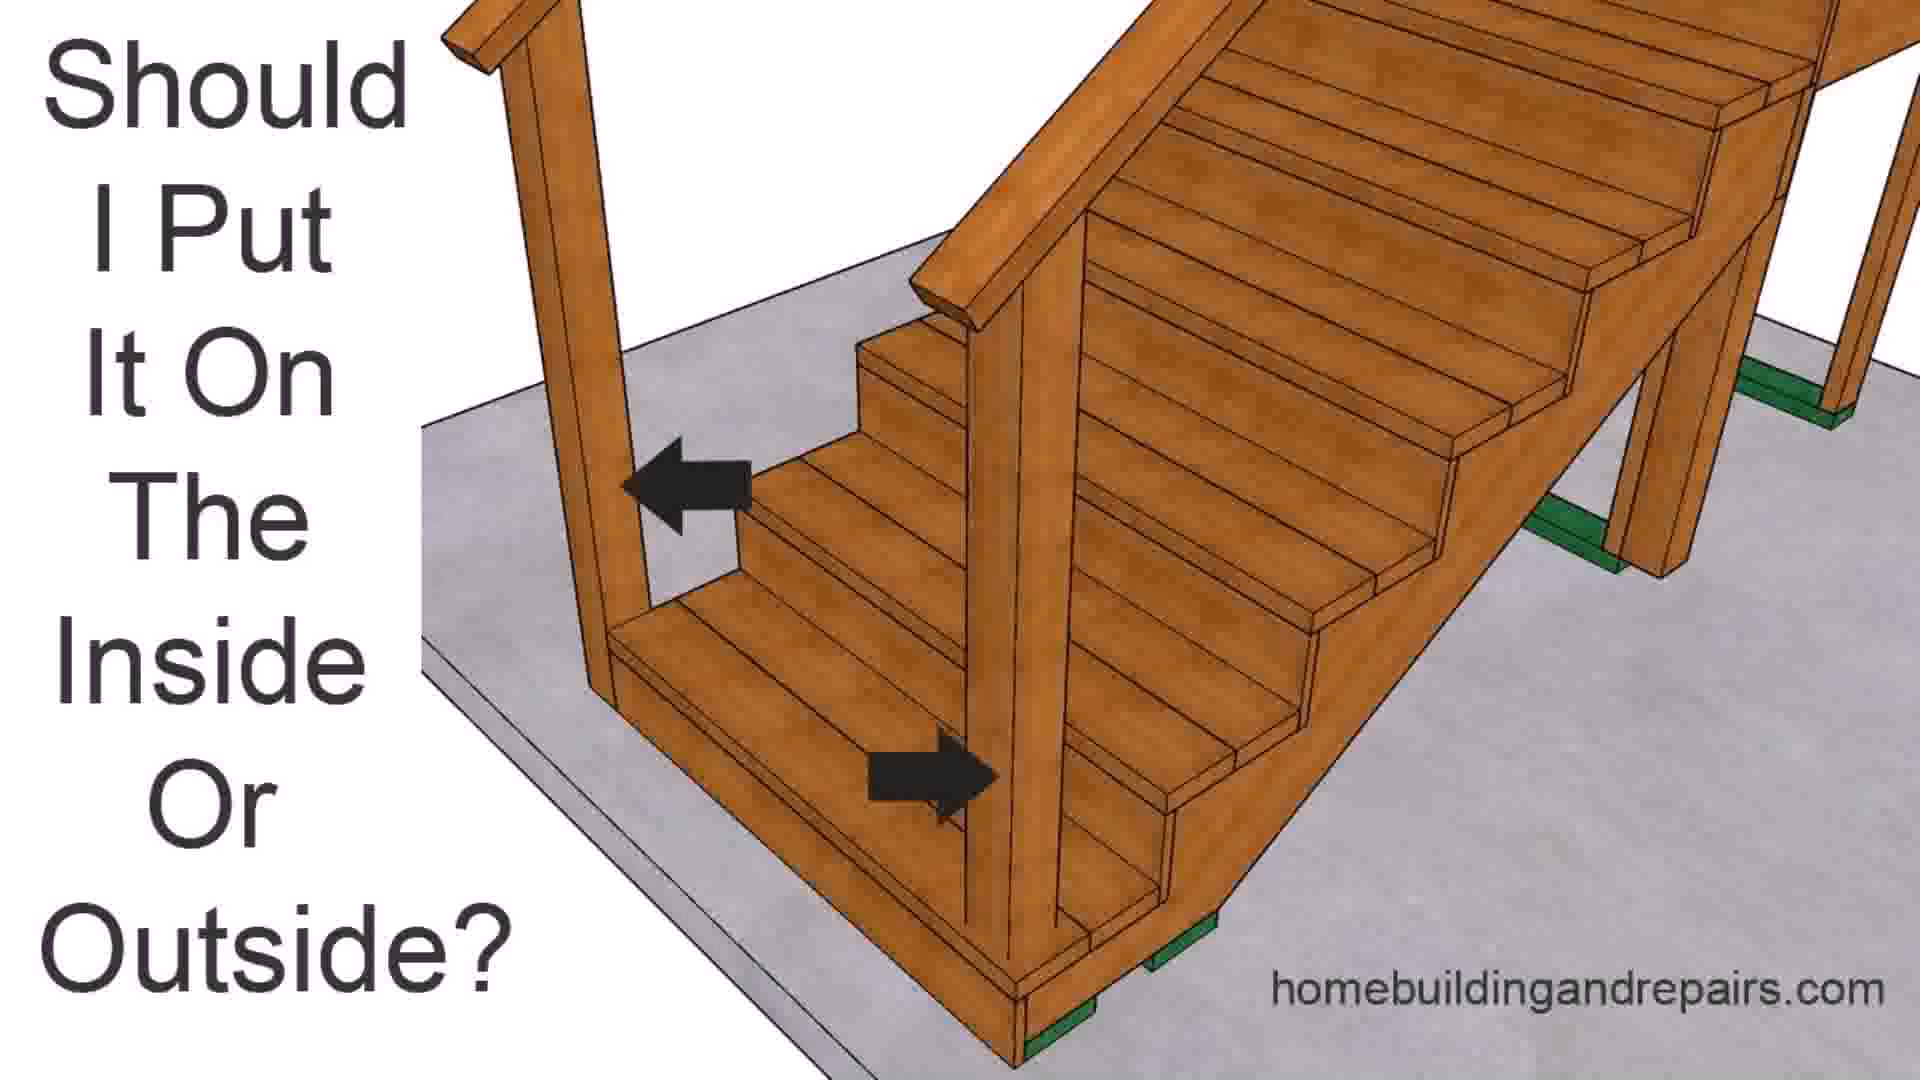 Should
I Put
It On
The
Inside
Or
Outside?
homebuildingandrepairs.com